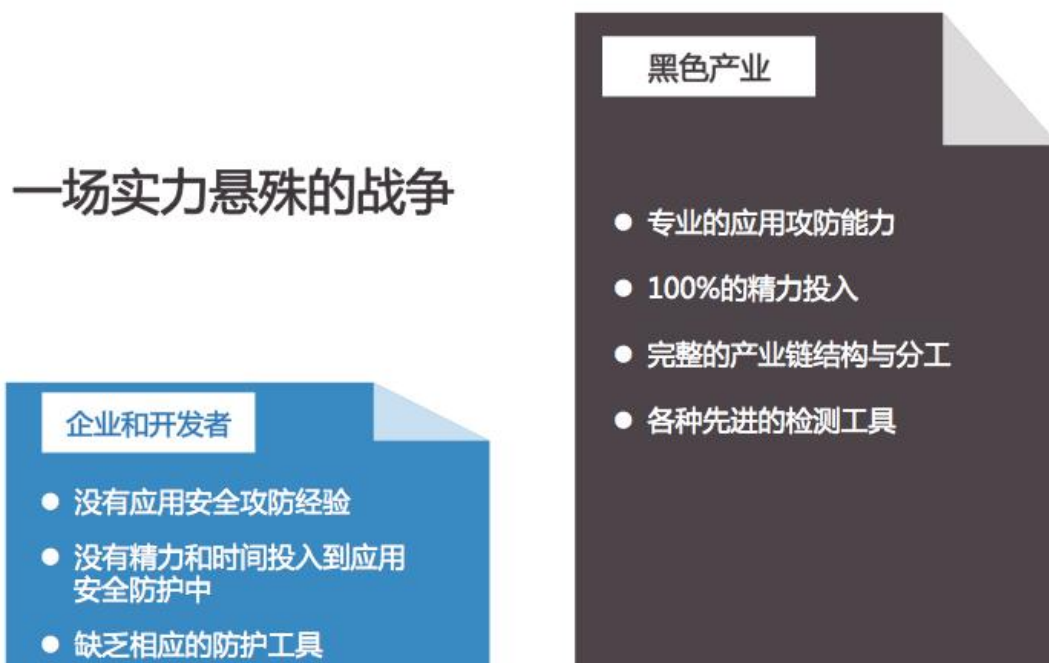 一场实力悬殊的战争
企业和开发者
● 没有应用安全攻防经验
● 没有精力和时间投入到应用
安全防护中
● 缺乏相应的防护工具
黑色产业
● 专业的应用攻防能力
● 100%的精力投入
● 完整的产业链结构与分工
● 各种先进的检测工具